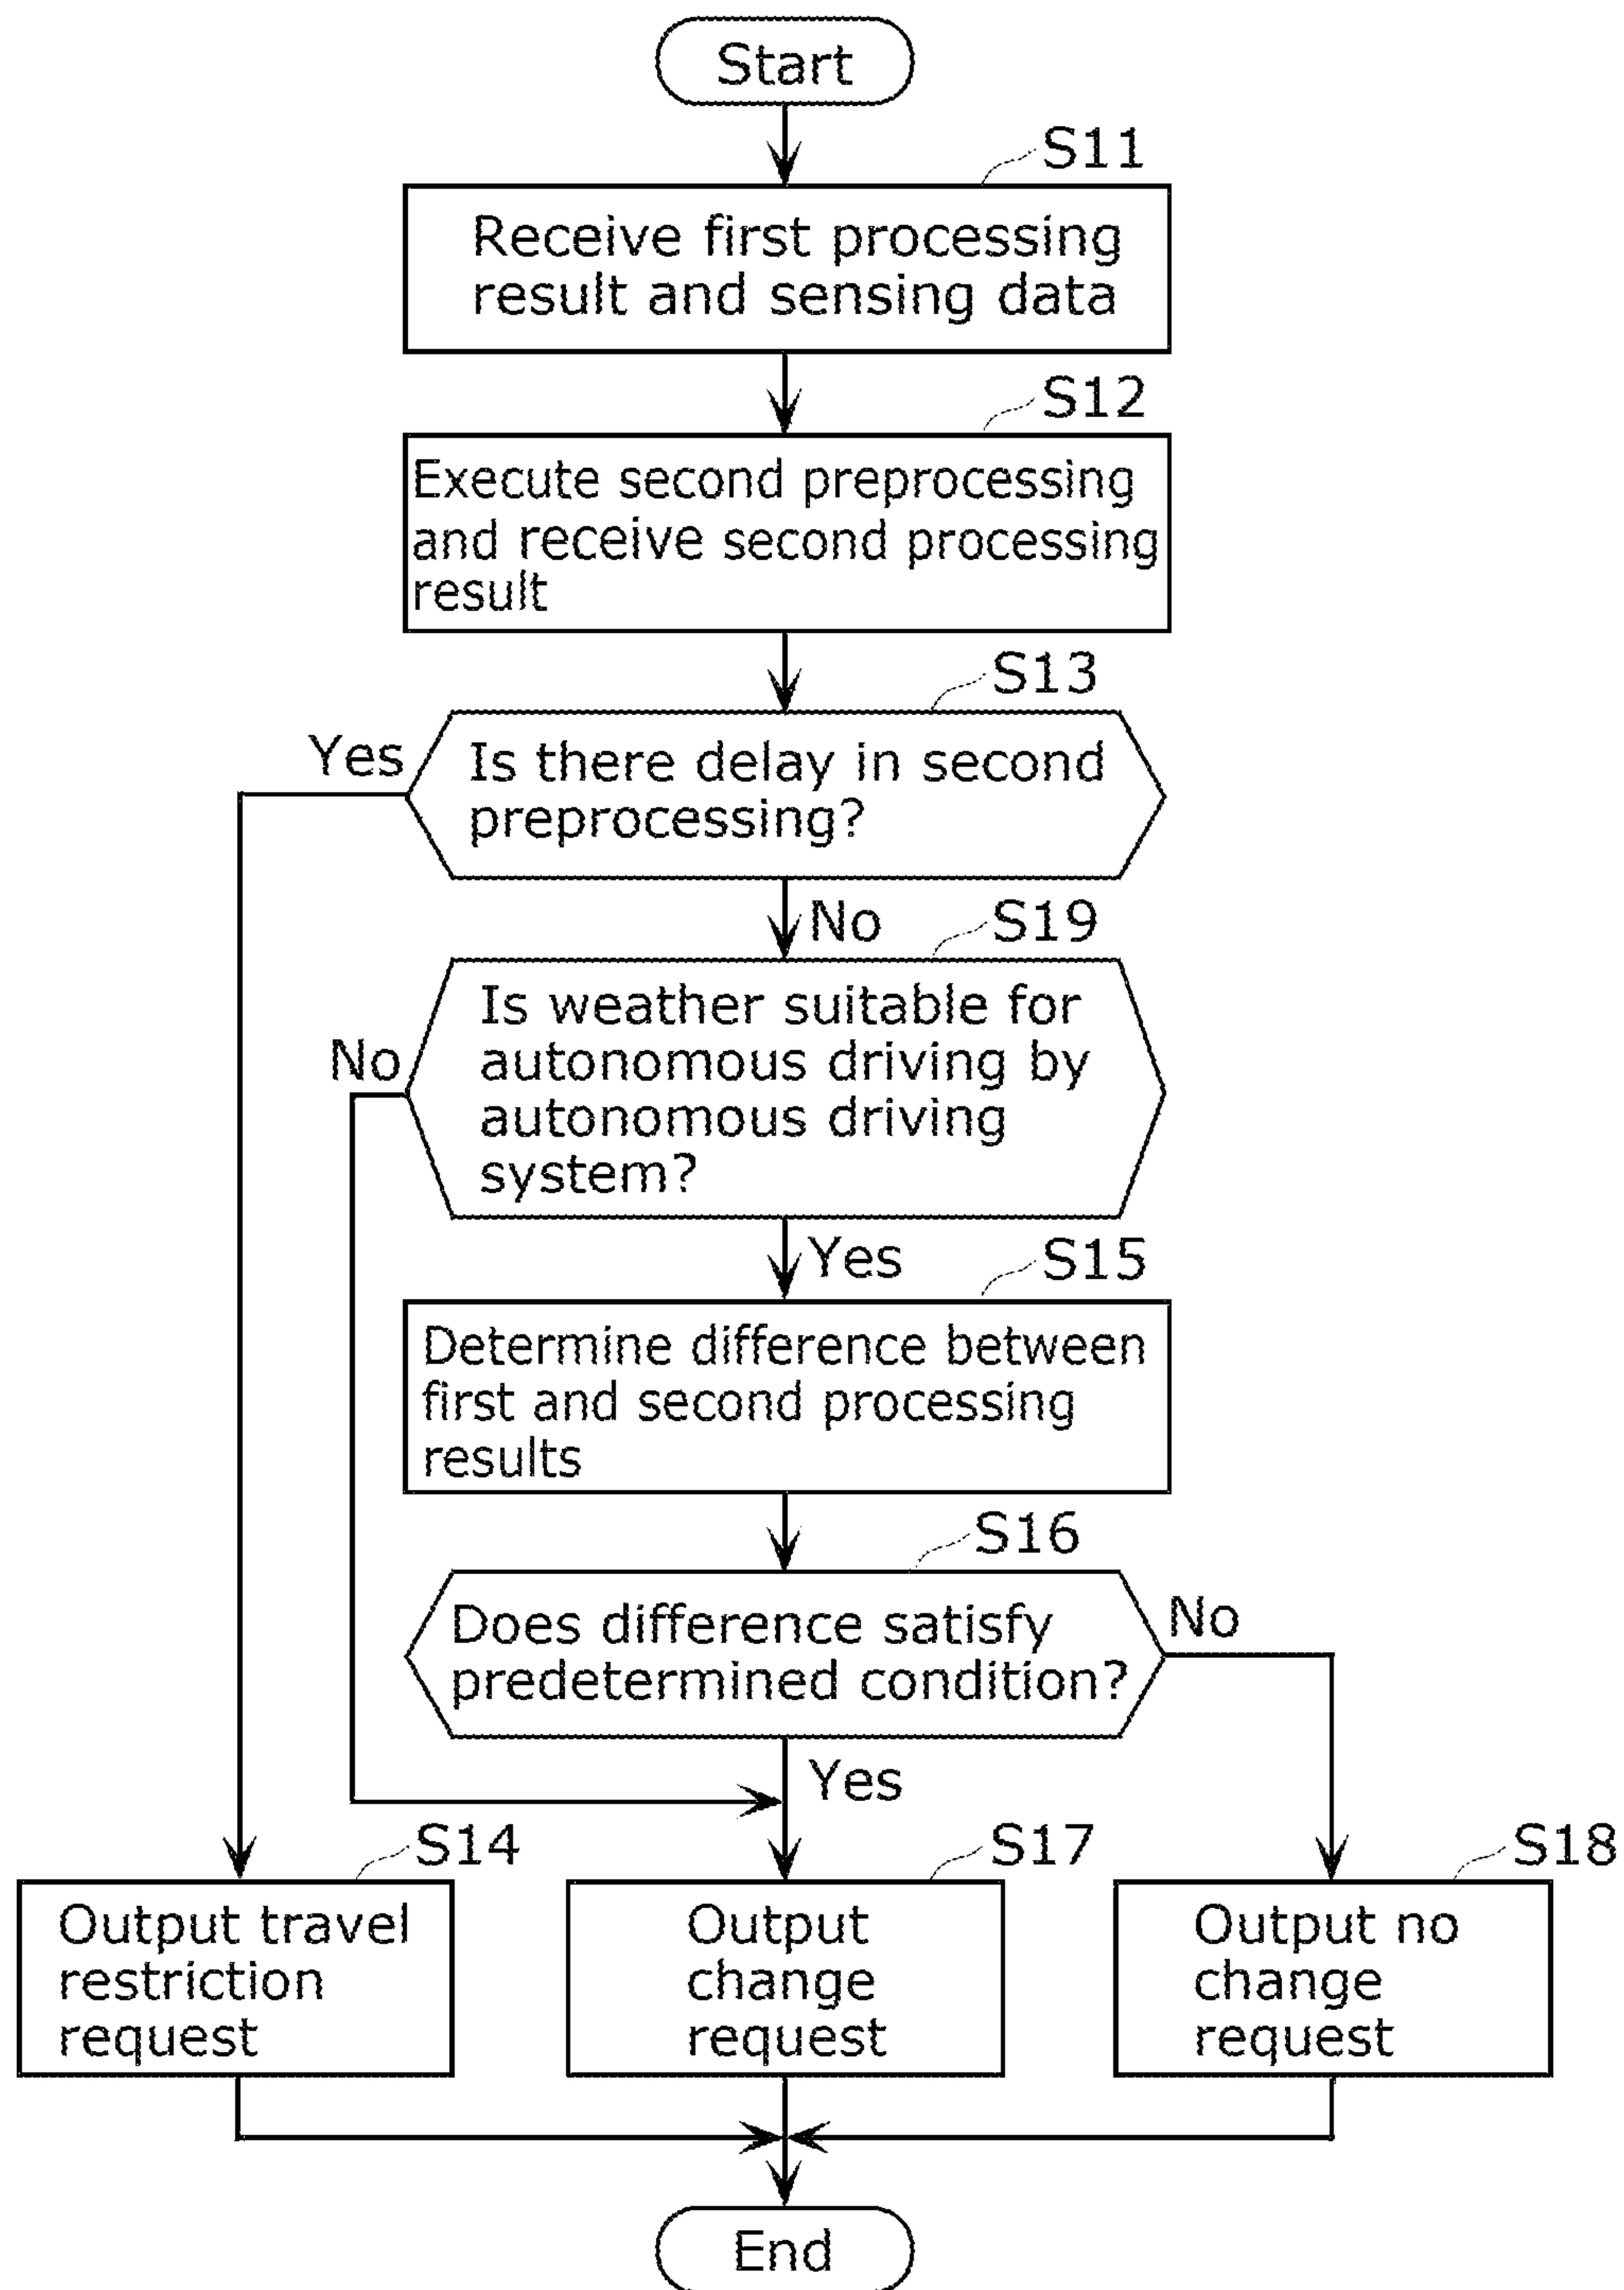 Start
S11
Receive first processing
result and sensing data
S12
Execute second preprocessing
and receive second processing
result
S13
Yes
Is there delay in second
preprocessing?
No
S19
Is weather suitable for
autonomous driving by
autonomous driving
system?
No
Yes
S15
Determine difference between
first and second processing
results
S16
Does difference satisfy
predetermined condition?
No
Yes
S14
Output travel
restriction
request
S17
Output
change
request
S18
Output no
change
request
End